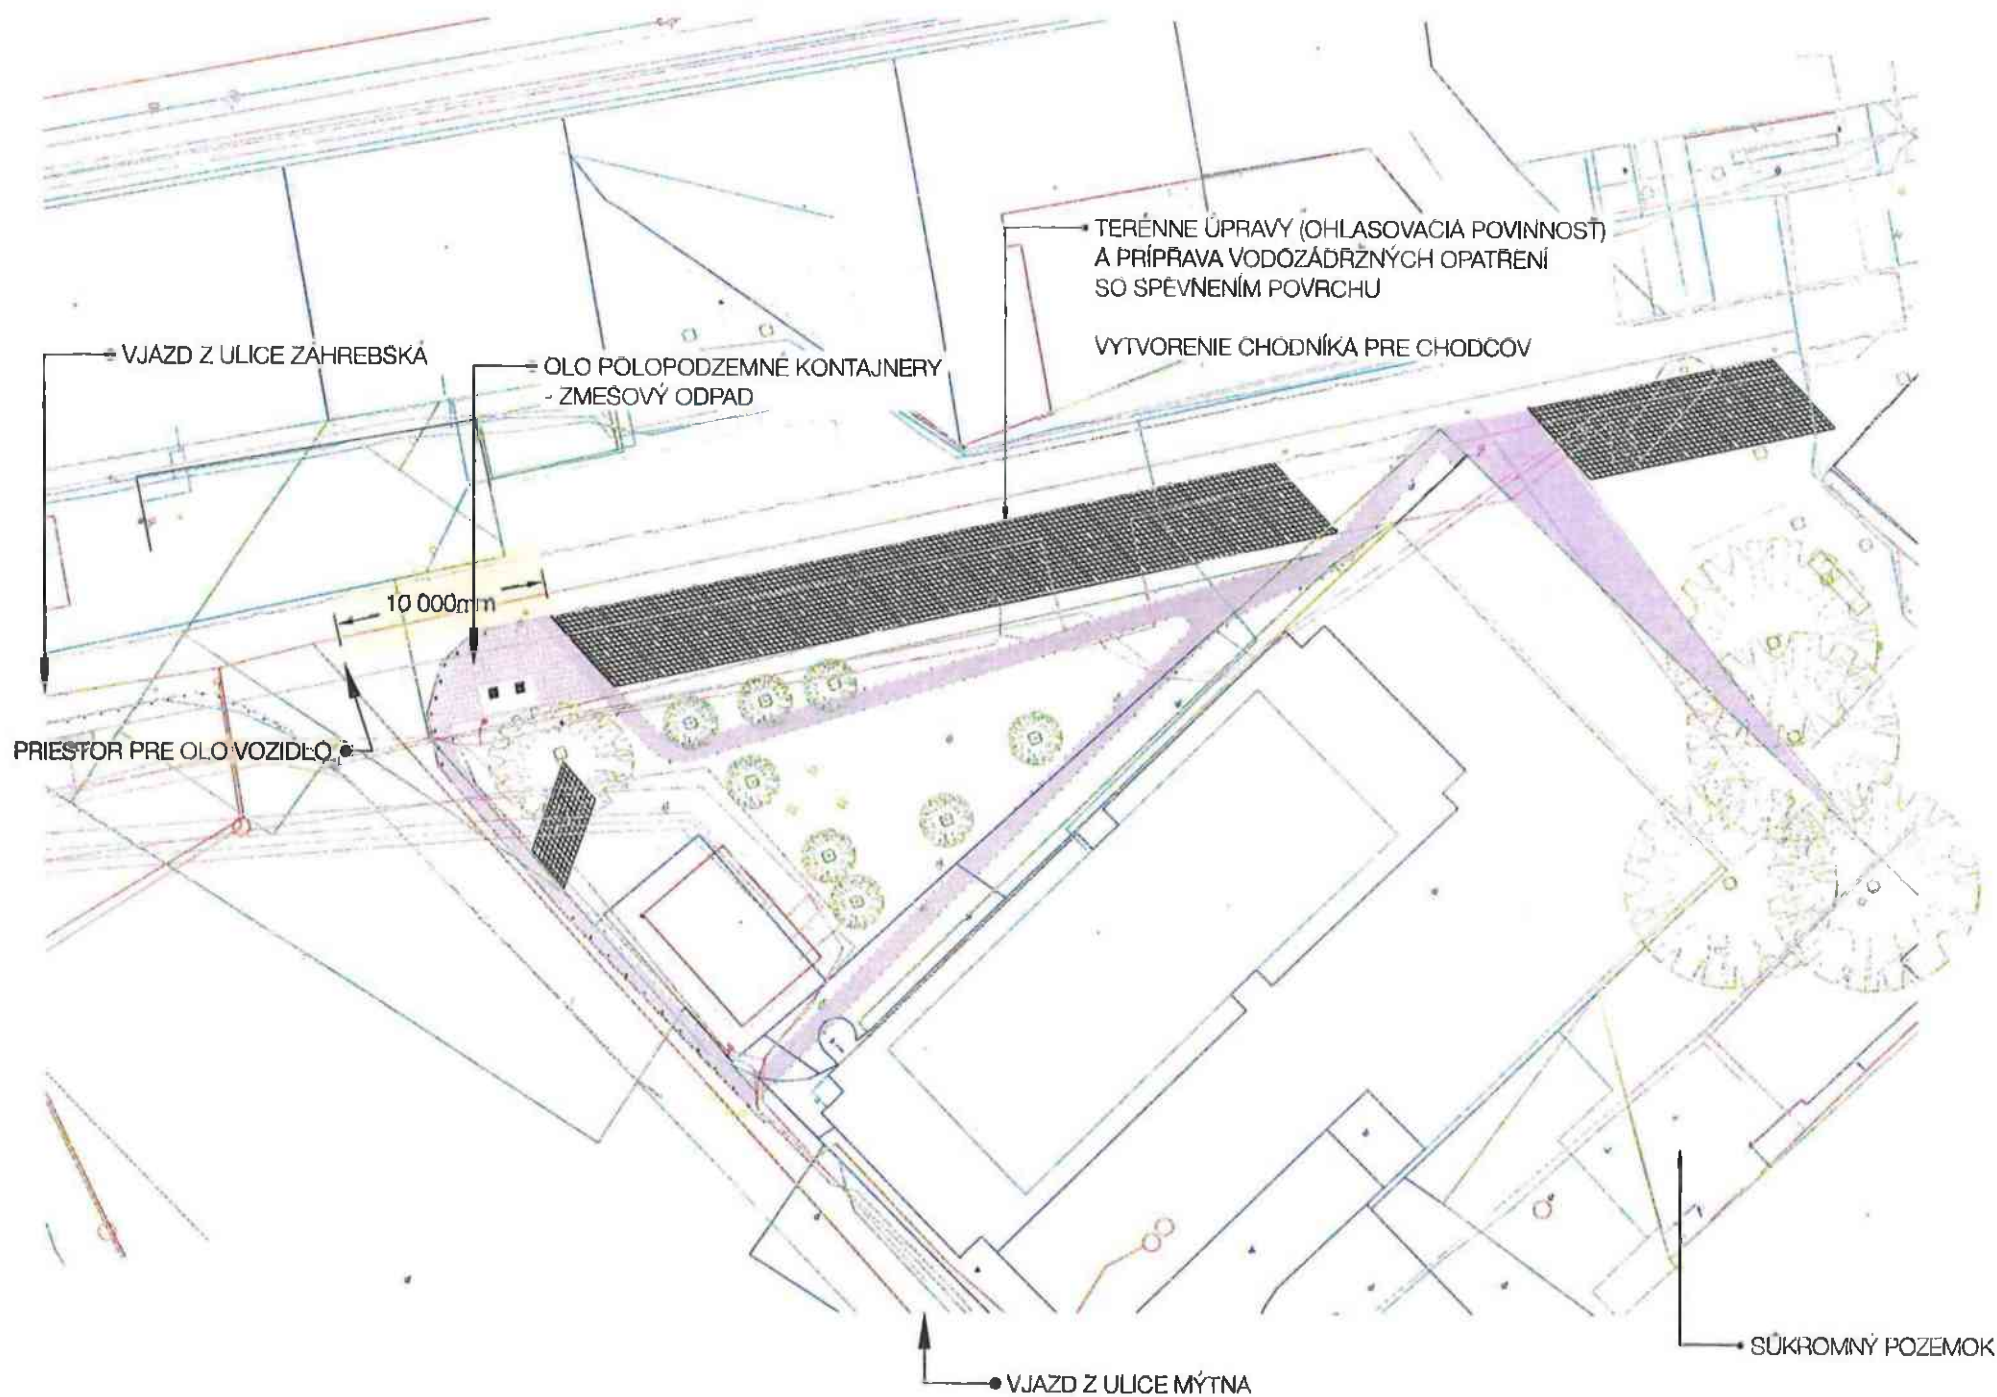 TERÉNNE ÚPRAVY (OHLASOVACIA POVINNOSŤ)
A PRÍPRAVA VODOZÁDRŽNÝCH OPATRENÍ
SO SPEVNENÍM POVRCHU
VYTVORENIE CHODNÍKA PRE CHODCOV
VJAZD Z ULICE ZÁHREBSKÁ
OLO POLOPODZEMNÉ KONTAJNERY
- ZMESOVÝ ODPAD
10 000mm
PRIESTOR PRE OLO VOZIDLO
SÚKROMNÝ POZEMOK
VJAZD Z ULICE MÝTNA